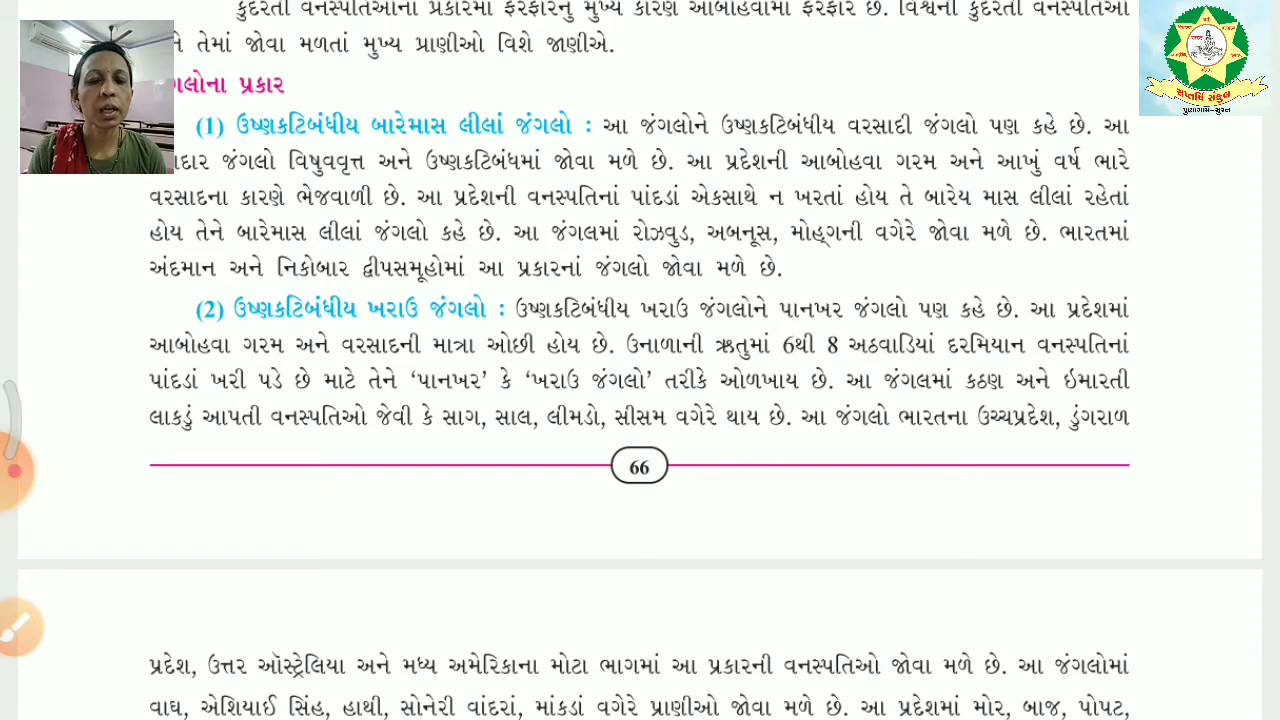 કુદરતી વનસ્પતિઓના પ્રકારમાં ફેરફારનું મુખ્ય કારણ આબોહવામાં ફેરફાર છે. વિશ્વની કુદરતી વનસ્પતિઓ
તેમાં જોવા મળતાં મુખ્ય પ્રાણીઓ વિશે જાણીએ.
ગલોના પ્રકાર
(1) ઉષ્ણકટિબંધીય બારેમાસ લીલાં જંગલો : આ જંગલોને ઉષ્ણકટિબંધીય વરસાદી જંગલો પણ કહે છે. આ
દાર જંગલો વિષુવવૃત્ત અને ઉષ્ણકટિબંધમાં જોવા મળે છે. આ પ્રદેશની આબોહવા ગરમ અને આખું વર્ષ ભારે
વરસાદના કારણે ભેજવાળી છે. આ પ્રદેશની વનસ્પતિનાં પાંદડાં એકસાથે ન ખરતાં હોય તે બારેય માસ લીલાં રહેતાં
હોય તેને બારેમાસ લીલાં જંગલો કહે છે. આ જંગલમાં રોઝવુડ, અબનૂસ, મોહ્ગની વગેરે જોવા મળે છે. ભારતમાં
અંદમાન અને નિકોબાર દ્વીપસમૂહોમાં આ પ્રકારનાં જંગલો જોવા મળે છે.
(2) ઉષ્ણકટિબંધીય ખરાઉ જંગલો : ઉષ્ણકટિબંધીય ખરાઉ જંગલોને પાનખર જંગલો પણ કહે છે. આ પ્રદેશમાં
આબોહવા ગરમ અને વરસાદની માત્રા ઓછી હોય છે. ઉનાળાની ઋતુમાં 6થી 8 અઠવાડિયાં દરમિયાન વનસ્પતિનાં
પાંદડાં ખરી પડે છે માટે તેને ‘પાનખર’ કે ‘ખરાઉ જંગલો’ તરીકે ઓળખાય છે. આ જંગલમાં કઠણ અને ઇમારતી
લાકડું આપતી વનસ્પતિઓ જેવી કે સાગ, સાલ, લીમડો, સીસમ વગેરે થાય છે. આ જંગલો ભારતના ઉચ્ચપ્રદેશ, ડુંગરાળ
66
પ્રદેશ, ઉત્તર ઑસ્ટ્રેલિયા અને મધ્ય અમેરિકાના મોટા ભાગમાં આ પ્રકારની વનસ્પતિઓ જોવા મળે છે. આ જંગલોમાં
વાઘ, એશિયાઈ સિંહ, હાથી, સોનેરી વાંદરાં, માંકડાં વગેરે પ્રાણીઓ જોવા મળે છે. આ પ્રદેશમાં મોર, બાજ, પોપટ,
સપ્તર્ષિ સંકુલ
પુણાગામ-સુરત